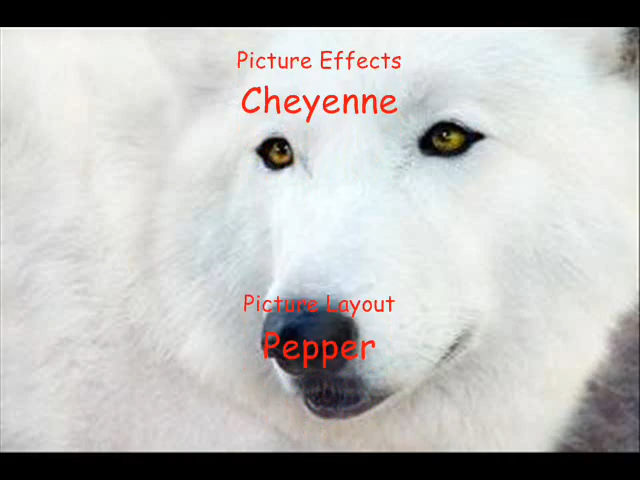 Picture Effects
Cheyenne
Picture Layout
Pepper